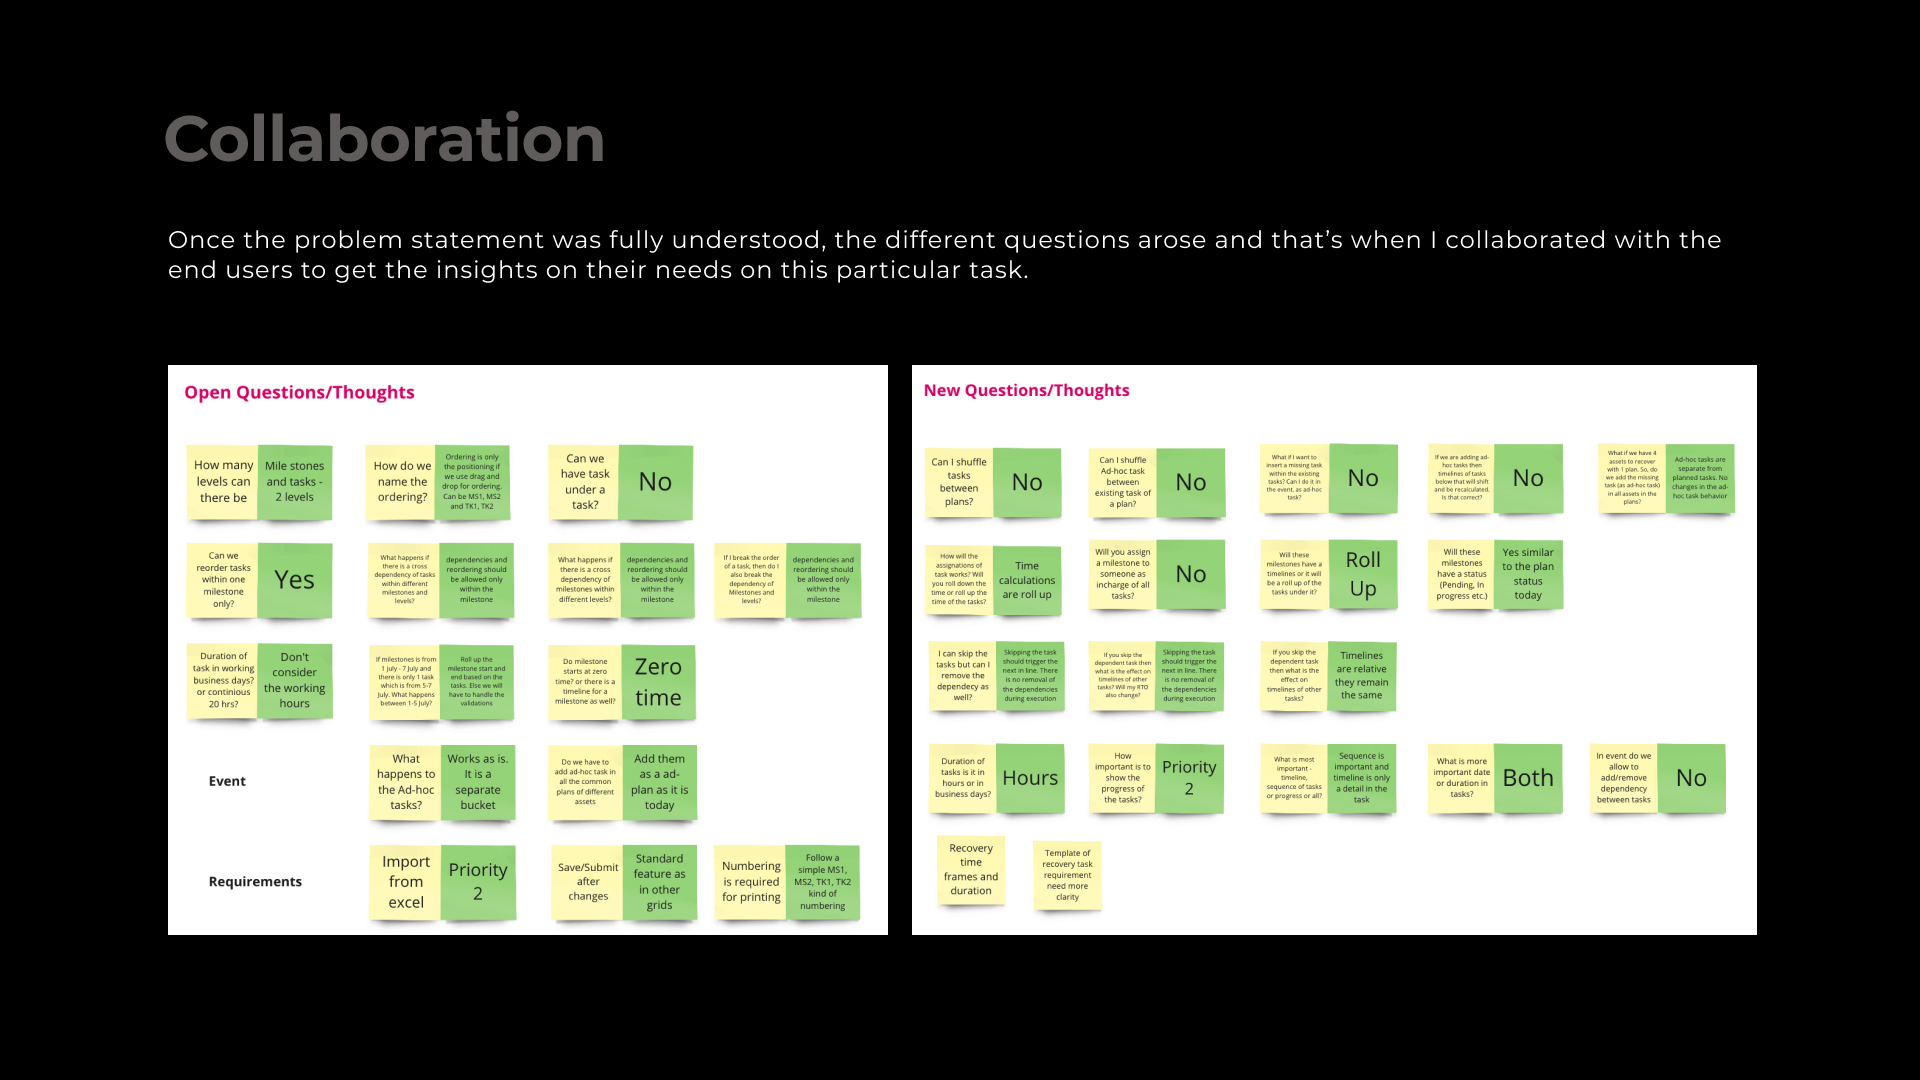 Collaboration
Once the problem statement was fully understood, the different questions arose and that’s when I collaborated with the
end users to get the insights on their needs on this particular task.
Open Questions/Thoughts
How many
levels can
there be
Mile stones
and tasks -
2 levels
How do we
name the
ordering?
Ordering is only
the positioning if
we use drag and
drop for ordering.
Can be MS1, MS2
and TK1, TK2
Can we
have task
under a
task?
No
Can we
reorder tasks
within one
milestone
only?
Yes
What happens if
there is a cross
dependency of tasks
within different
milestones and
levels?
dependencies and
reordering should
be allowed only
within the
milestone
What happens if
there is a cross
dependency of
milestones within
different levels?
dependencies and
reordering should
be allowed only
within the
milestone
If I break the order
of a task, then do I
also break the
dependency of
Milestones and
levels?
dependencies and
reordering should
be allowed only
within the
milestone
Duration of
task in working
business days?
or continious
20 hrs?
Don't
consider
the working
hours
If milestones is from
1 July - 7 July and
there is only 1 task
which is from 5-7
July. What happens
between 1-5 July?
Roll up the
milestone start and
end based on the
tasks. Else we will
have to handle the
validations
Do milestone
starts at zero
time? or there is a
timeline for a
milestone as well?
Zero
time
Event
What
happens to
the Ad-hoc
tasks?
Works as is.
It is a
separate
bucket
Do we have to
add ad-hoc task in
all the common
plans of different
assets
Add them
as a ad-
plan as it is
today
Requirements
Import
from
excel
Priority
2
Save/Submit
after
changes
Standard
feature as
in other
grids
Numbering
is required
for printing
Follow a
simple MS1,
MS2, TK1, TK2
kind of
numbering
New Questions/Thoughts
Can I shuffle
tasks
between
plans?
No
Can I shuffle
Ad-hoc task
between
existing task of
a plan?
No
What if I want to
insert a missing task
within the existing
tasks? Can I do it in
the event, as ad-hoc
task?
No
If we are adding ad-
hoc tasks then
timelines of tasks
below that will shift
and be recalculated.
Is that correct?
No
What if we have 4
assets to recover
with 1 plan. So, do
we add the missing
task (as ad-hoc task)
in all assets in the
plans?
Ad-hoc tasks are
separate from
planned tasks. No
changes in the ad-
hoc task behavior
How will the
assignations of
task works? Will
you roll down the
time or roll up the
time of the tasks?
Time
calculations
are roll up
Will you assign
a milestone to
someone as
incharge of all
tasks?
No
Will these
milestones have a
timelines or it will
be a roll up of the
tasks under it?
Roll
Up
Will these
milestones
have a status
(Pending, In
progress etc.)
Yes similar
to the plan
status
today
I can skip the
tasks but can I
remove the
dependecy as
well?
Skipping the task
should trigger the
next in line. There
is no removal of
the dependencies
during execution
If you skip the
dependent task then
what is the effect on
timelines of other
tasks? Will my RTO
also change?
Skipping the task
should trigger the
next in line. There
is no removal of
the dependencies
during execution
If you skip the
dependent task
then what is the
effect on
timelines of other
tasks?
Timelines
are relative
they remain
the same
Duration of
tasks is it in
hours or in
business days?
Hours
How
important is to
show the
progress of
the tasks?
Priority
2
What is most
important -
timeline,
sequence of tasks
or progress or all?
Sequence is
important and
timeline is only
a detail in the
task
What is more
important date
or duration in
tasks?
Both
In event do we
allow to
add/remove
dependency
between tasks
No
Recovery
time
frames and
duration
Template of
recovery task
requirement
need more
clarity